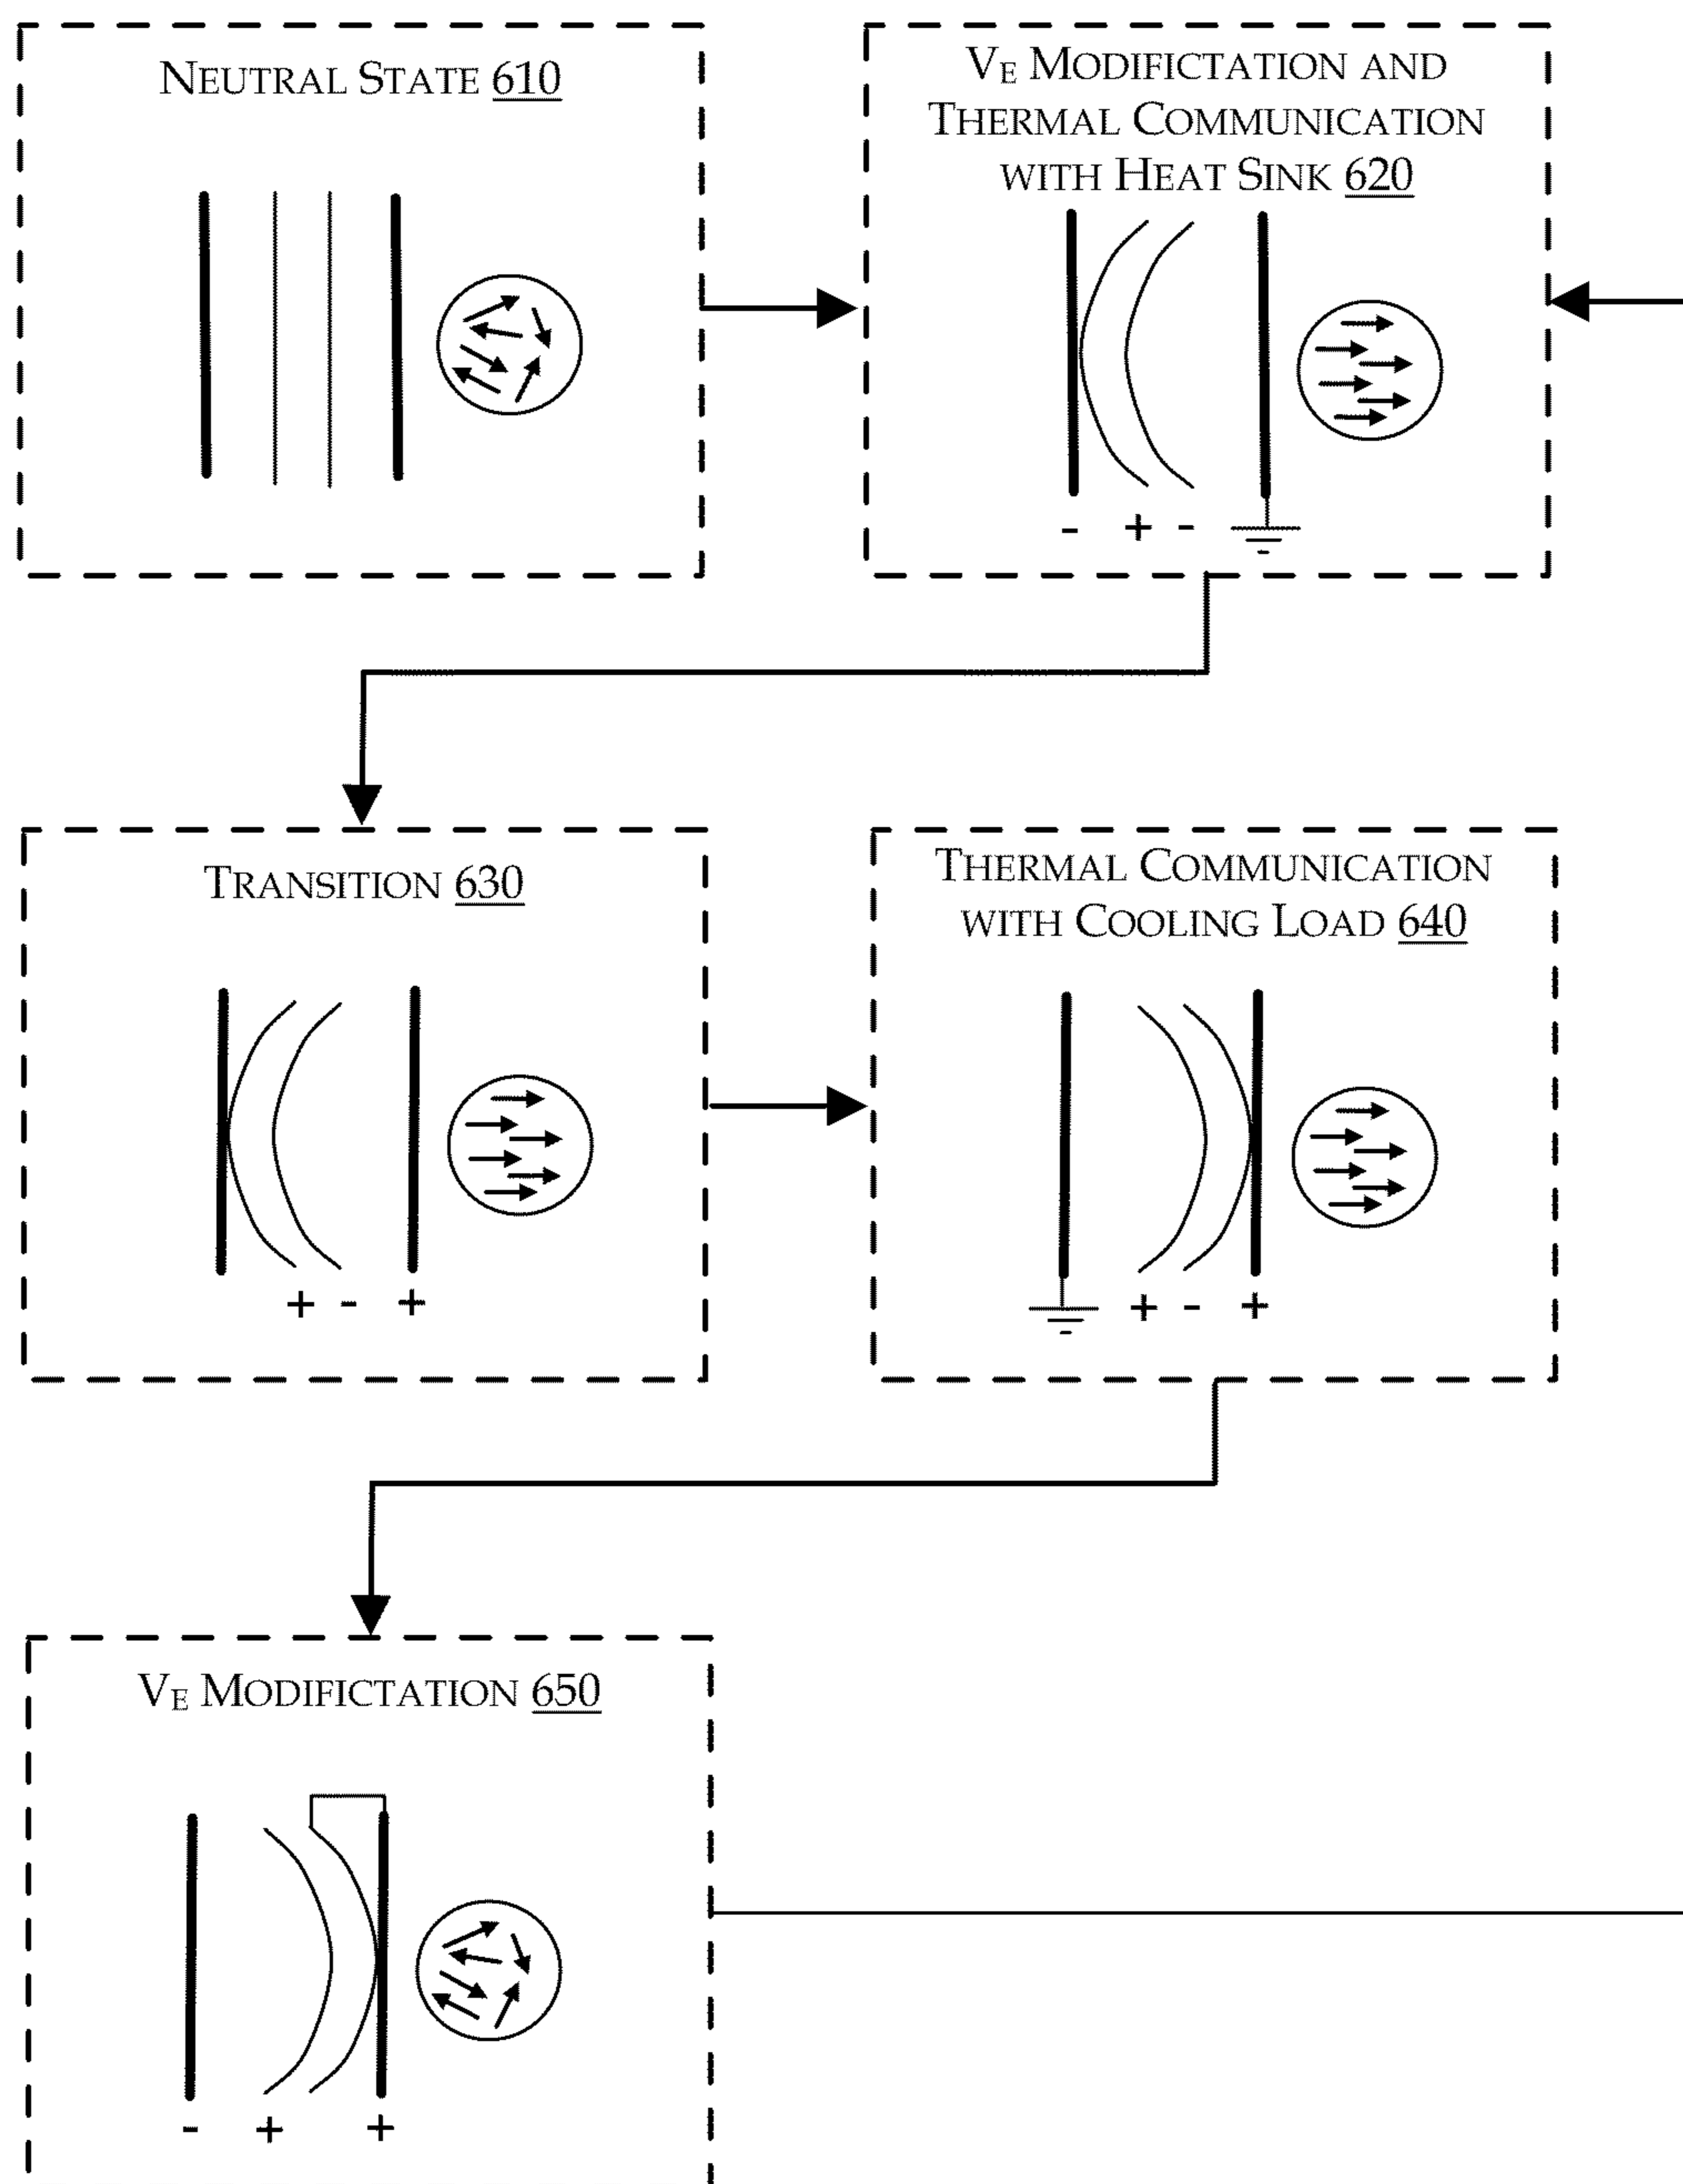 NEUTRAL STATE 610
VE MODIFICTATION AND
THERMAL COMMUNICATION
WITH HEAT SINK 620
- + -
TRANSITION 630
+ - +
THERMAL COMMUNICATION
WITH COOLING LOAD 640
+ - +
VE MODIFICTATION 650
- + +